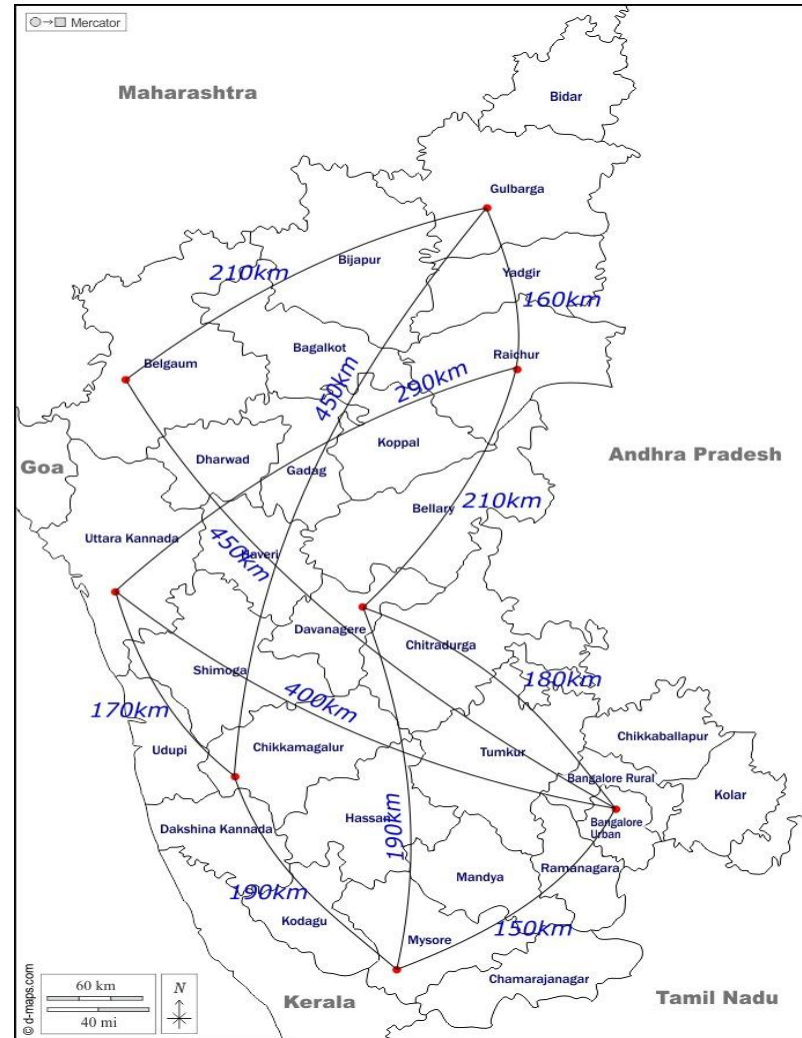 Mercator
Maharashtra
Bidar
Gulbarga
Bijapur
210km
Yadgir
160km
Bagalkot
Raichur
Belgaum
450km
290km
Koppal
Andhra Pradesh
Dharwad
Goa
Gadag
210km
Bellary
Uttara Kannada
450km
Haveri
Davanagere
Chitradurga
Shimoga
180km
400km
170km
Chikkaballapur
Udupi
Chikkamagalur
Tumkur
Bangalore Rural
Kolar
Hassan
190km
Dakshina Kannada
Bangalore
Urban
Ramanagara
Mandya
190km
Kodagu
150km
Mysore
Chamarajanagar
60 km
N
40 mi
Kerala
Tamil Nadu
© d-maps.com